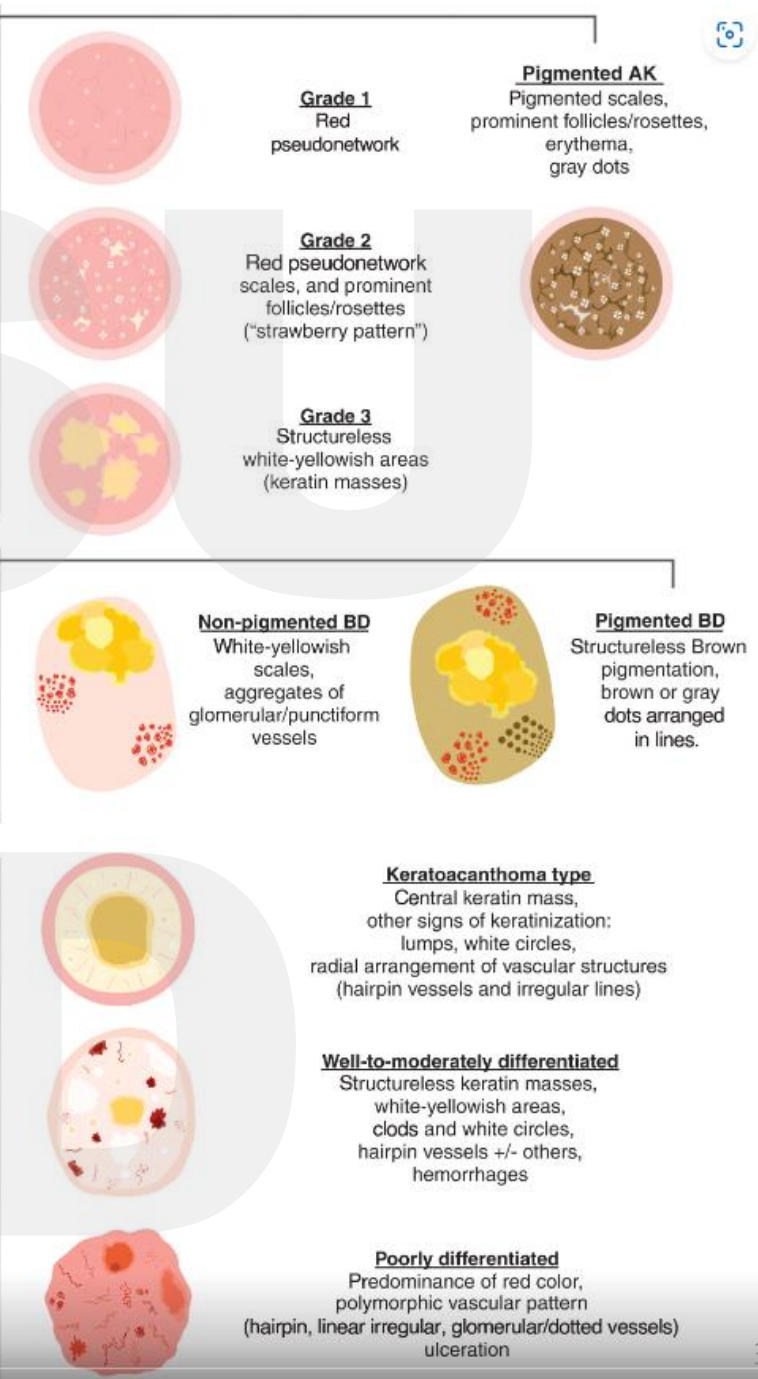 Grade 1
Red
pseudonetwork
Pigmented AK
Pigmented scales,
prominent follicles/rosettes,
erythema,
gray dots
Grade 2
Red pseudonetwork
scales, and prominent
follicles/rosettes
(“strawberry pattern”)
Grade 3
Structureless
white-yellowish areas
(keratin masses)
Non-pigmented BD
White-yellowish
scales,
aggregates of
glomerular/punctiform
vessels
Pigmented BD
Structureless Brown
pigmentation,
brown or gray
dots arranged
in lines.
Keratoacanthoma type
Central keratin mass,
other signs of keratinization:
lumps, white circles,
radial arrangement of vascular structures
(hairpin vessels and irregular lines)
Well-to-moderately differentiated
Structureless keratin masses,
white-yellowish areas,
clods and white circles,
hairpin vessels +/- others,
hemorrhages
Poorly differentiated
Predominance of red color,
polymorphic vascular pattern
(hairpin, linear irregular, glomerular/dotted vessels)
ulceration